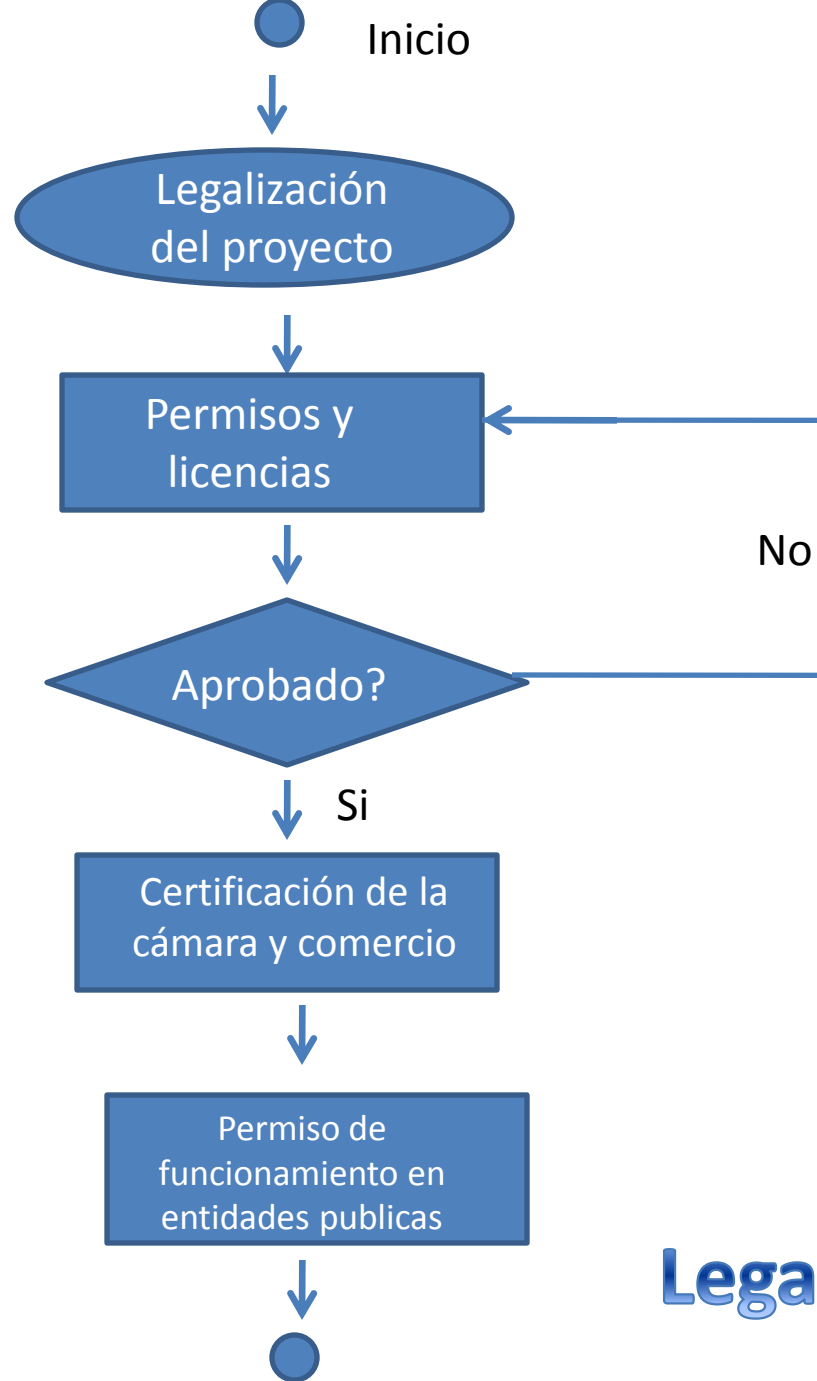 Inicio
Legalización
del proyecto
Permisos y
licencias
No
Aprobado?
Si
Certificación de la
cámara y comercio
Permiso de
funcionamiento en
entidades publicas
Lega